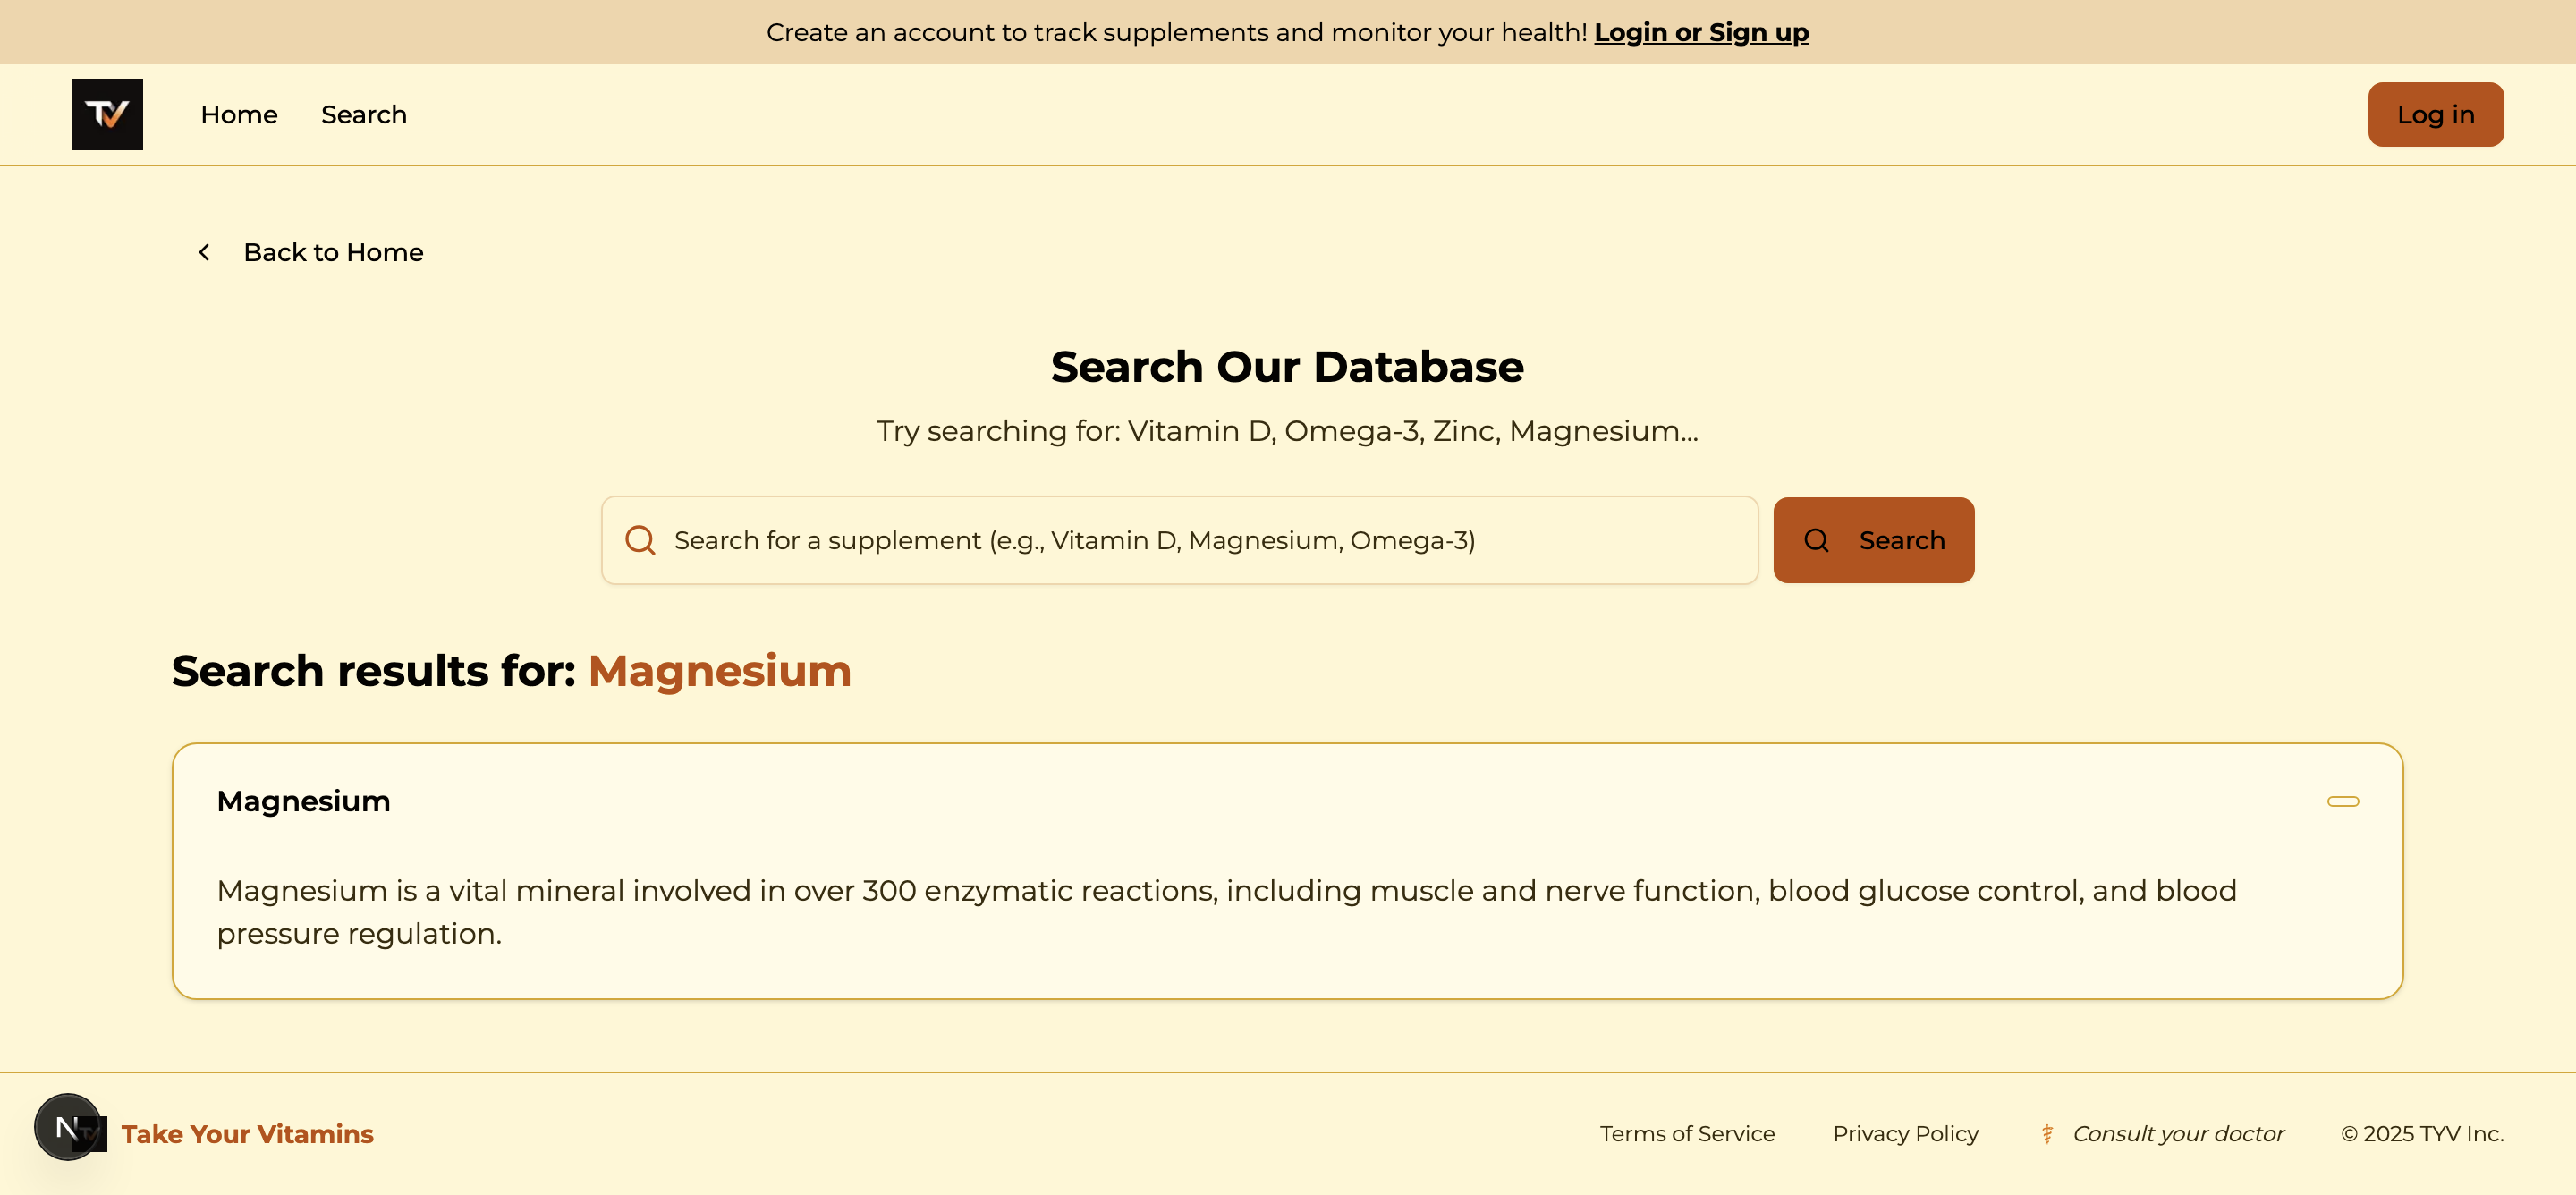 Create an account to track supplements and monitor your health! Login or Sign up
TV
Home
Search
Log in
Back to Home
Search Our Database
Try searching for: Vitamin D, Omega-3, Zinc, Magnesium...
Search for a supplement (e.g., Vitamin D, Magnesium, Omega-3)
Search
Search results for: Magnesium
Magnesium
Magnesium is a vital mineral involved in over 300 enzymatic reactions, including muscle and nerve function, blood glucose control, and blood
pressure regulation.
N
TV
Take Your Vitamins
Terms of Service
Privacy Policy
Consult your doctor
© 2025 TYV Inc.